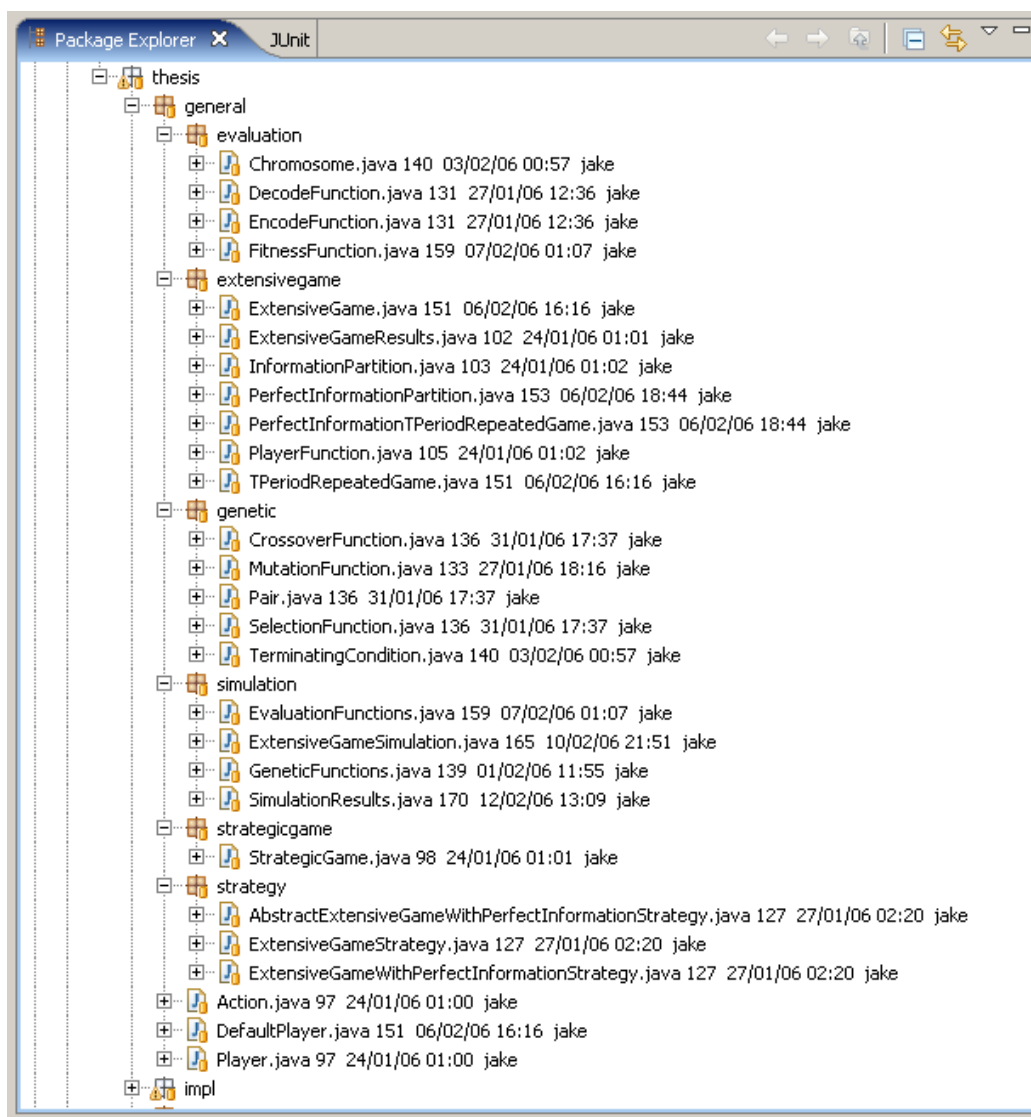 Package Explorer JUnit
thesis
general
evaluation
Chromosome.java 140 03/02/06 00:57 jake
DecodeFunction.java 131 27/01/06 12:36 jake
EncodeFunction.java 131 27/01/06 12:36 jake
FitnessFunction.java 159 07/02/06 01:07 jake
extensivegame
ExtensiveGame.java 151 06/02/06 16:16 jake
ExtensiveGameResults.java 102 24/01/06 01:01 jake
InformationPartition.java 103 24/01/06 01:02 jake
PerfectInformationPartition.java 153 06/02/06 18:44 jake
PerfectInformationTPeriodRepeatedGame.java 153 06/02/06 18:44 jake
PlayerFunction.java 105 24/01/06 01:02 jake
TPeriodRepeatedGame.java 151 06/02/06 16:16 jake
genetic
CrossoverFunction.java 136 31/01/06 17:37 jake
MutationFunction.java 133 27/01/06 18:16 jake
Pair.java 136 31/01/06 17:37 jake
SelectionFunction.java 136 31/01/06 17:37 jake
TerminatingCondition.java 140 03/02/06 00:57 jake
simulation
EvaluationFunctions.java 159 07/02/06 01:07 jake
ExtensiveGameSimulation.java 165 10/02/06 21:51 jake
GeneticFunctions.java 139 01/02/06 11:55 jake
SimulationResults.java 170 12/02/06 13:09 jake
strategicgame
StrategicGame.java 98 24/01/06 01:01 jake
strategy
AbstractExtensiveGameWithPerfectInformationStrategy.java 127 27/01/06 02:20 jake
ExtensiveGameStrategy.java 127 27/01/06 02:20 jake
ExtensiveGameWithPerfectInformationStrategy.java 127 27/01/06 02:20 jake
Action.java 97 24/01/06 01:00 jake
DefaultPlayer.java 151 06/02/06 16:16 jake
Player.java 97 24/01/06 01:00 jake
impl